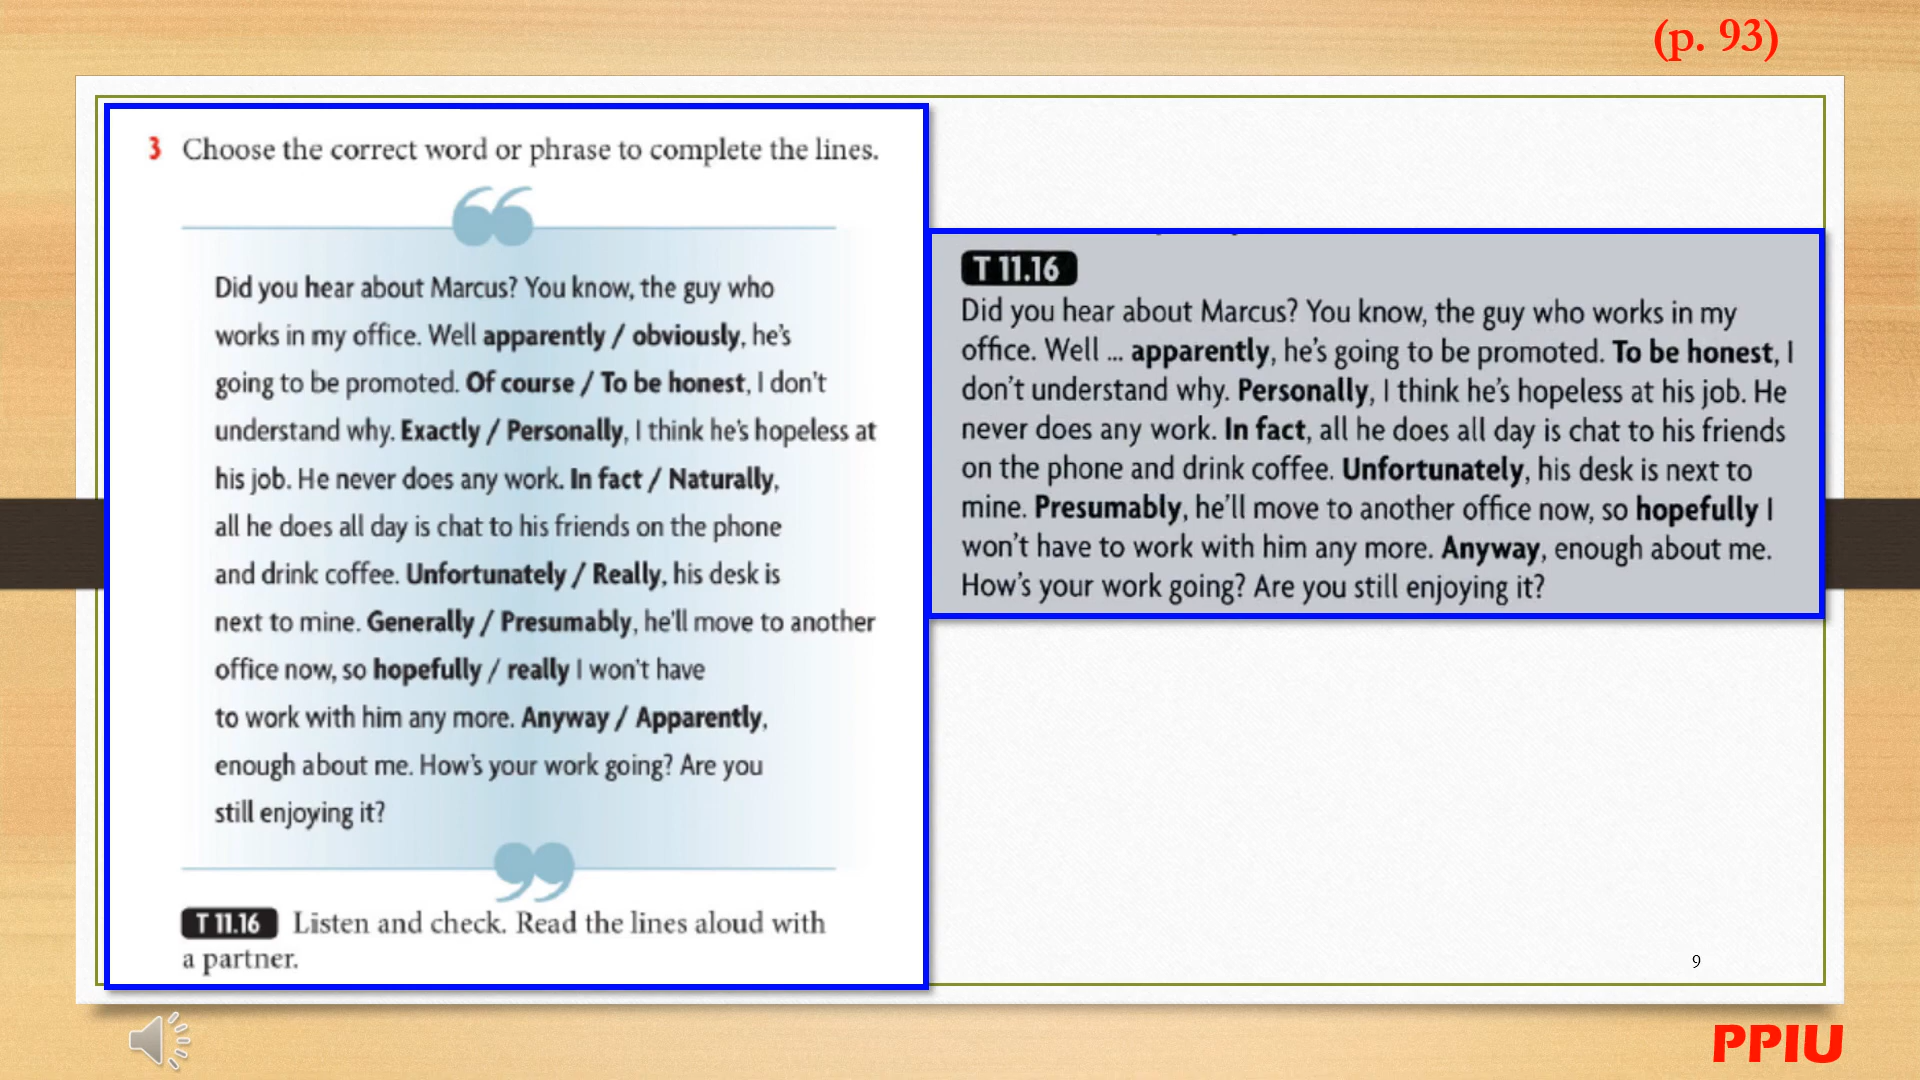 (p. 93)
3 Choose the correct word or phrase to complete the lines.
Did you hear about Marcus? You know, the guy who
works in my office. Well apparently / obviously, he's
going to be promoted. Of course / To be honest, I don't
understand why. Exactly / Personally, I think he's hopeless at
his job. He never does any work. In fact / Naturally,
all he does all day is chat to his friends on the phone
and drink coffee. Unfortunately / Really, his desk is
next to mine. Generally / Presumably, he'll move to another
office now, so hopefully / really I won't have
to work with him any more. Anyway / Apparently,
enough about me. How's your work going? Are you
still enjoying it?
T 11.16 Listen and check. Read the lines aloud with
a partner.
T 11.16
Did you hear about Marcus? You know, the guy who works in my
office. Well ... apparently, he's going to be promoted. To be honest, I
don't understand why. Personally, I think he's hopeless at his job. He
never does any work. In fact, all he does all day is chat to his friends
on the phone and drink coffee. Unfortunately, his desk is next to
mine. Presumably, he'll move to another office now, so hopefully I
won't have to work with him any more. Anyway, enough about me.
How's your work going? Are you still enjoying it?
9
PPIU